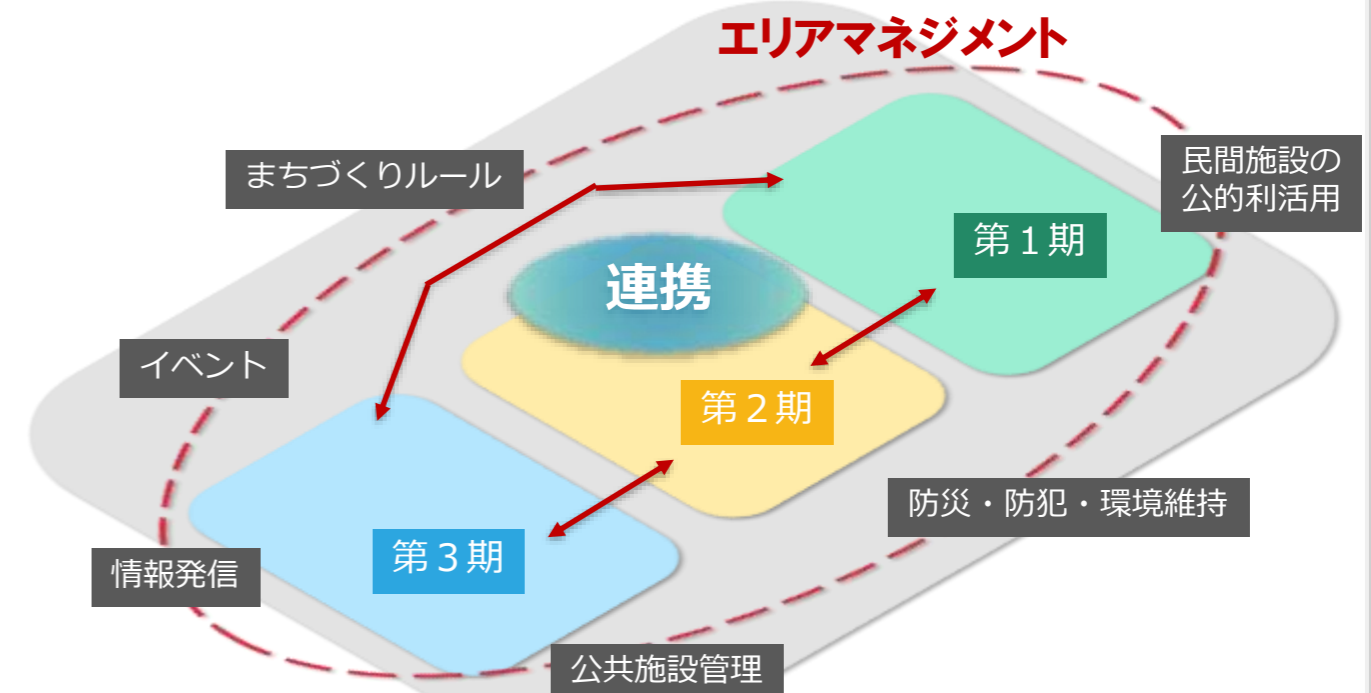 エリアマネジメント
まちづくりルール
民間施設の
公的利活用
第１期
連携
イベント
第２期
防災・防犯・環境維持
第３期
情報発信
公共施設管理